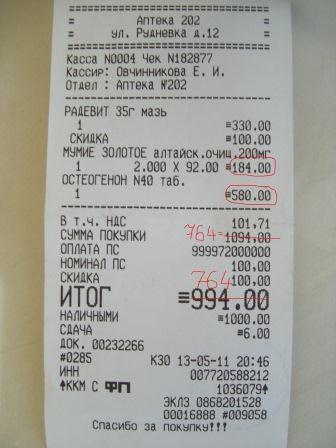 Аптека 202
ул. Рудневка д.12
Касса N0004 Чек N182877
Кассир: Овчинникова Е. И.
Отдел : Аптека №202
РАДЕВИТ 35г мазь
1 =330.00
СКИДКА =100.00
МУМИЕ ЗОЛОТОЕ алтайск.очищ.200мг
1 2.000 X 92.00 =184.00
ОСТЕОГЕНОН N40 таб.
1 =580.00
В т.ч. НДС 101,71
СУММА ПОКУПКИ 764= 1094,00
ОПЛАТА ПС 999972000000
НОМИНАЛ ПС 100,00
СКИДКА 764 100,00
ИТОГ =994.00
НАЛИЧНЫМИ =1000.00
СДАЧА =6.00
ДОК. 00232266
#0285 К30 13-05-11 20:46
ИНН 007720588212
ККМ С ФП 1036079
ЭКЛЗ 0868201528
00016888 #009058
Спасибо за покупку!!!